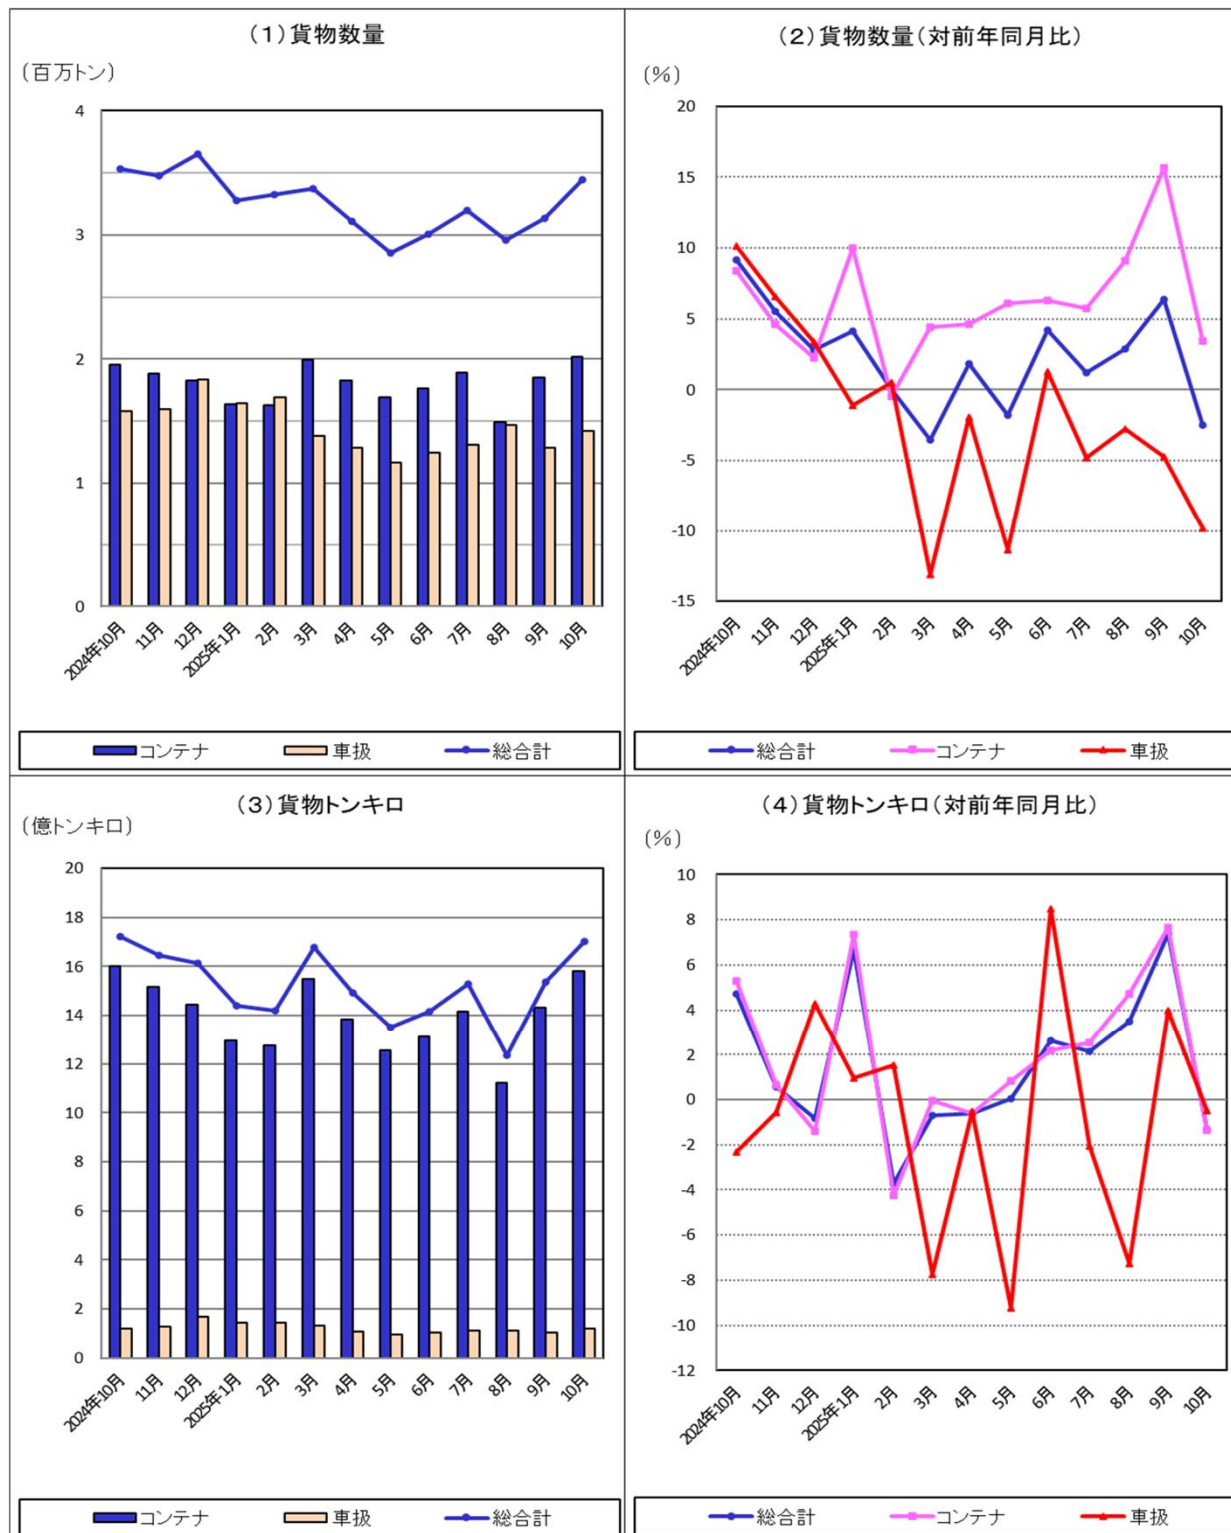 （１）貨物数量
〔百万トン〕
4
3
2
1
0
2024年10月 11月 12月 2025年1月 2月 3月 4月 5月 6月 7月 8月 9月 10月
コンテナ 車扱 総合計
（２）貨物数量（対前年同月比）
〔%〕
20
15
10
5
0
-5
-10
-15
2024年10月 11月 12月 2025年1月 2月 3月 4月 5月 6月 7月 8月 9月 10月
総合計 コンテナ 車扱
（３）貨物トンキロ
〔億トンキロ〕
20
18
16
14
12
10
8
6
4
2
0
2024年10月 11月 12月 2025年1月 2月 3月 4月 5月 6月 7月 8月 9月 10月
コンテナ 車扱 総合計
（４）貨物トンキロ（対前年同月比）
〔%〕
10
8
6
4
2
0
-2
-4
-6
-8
-10
-12
2024年10月 11月 12月 2025年1月 2月 3月 4月 5月 6月 7月 8月 9月 10月
総合計 コンテナ 車扱